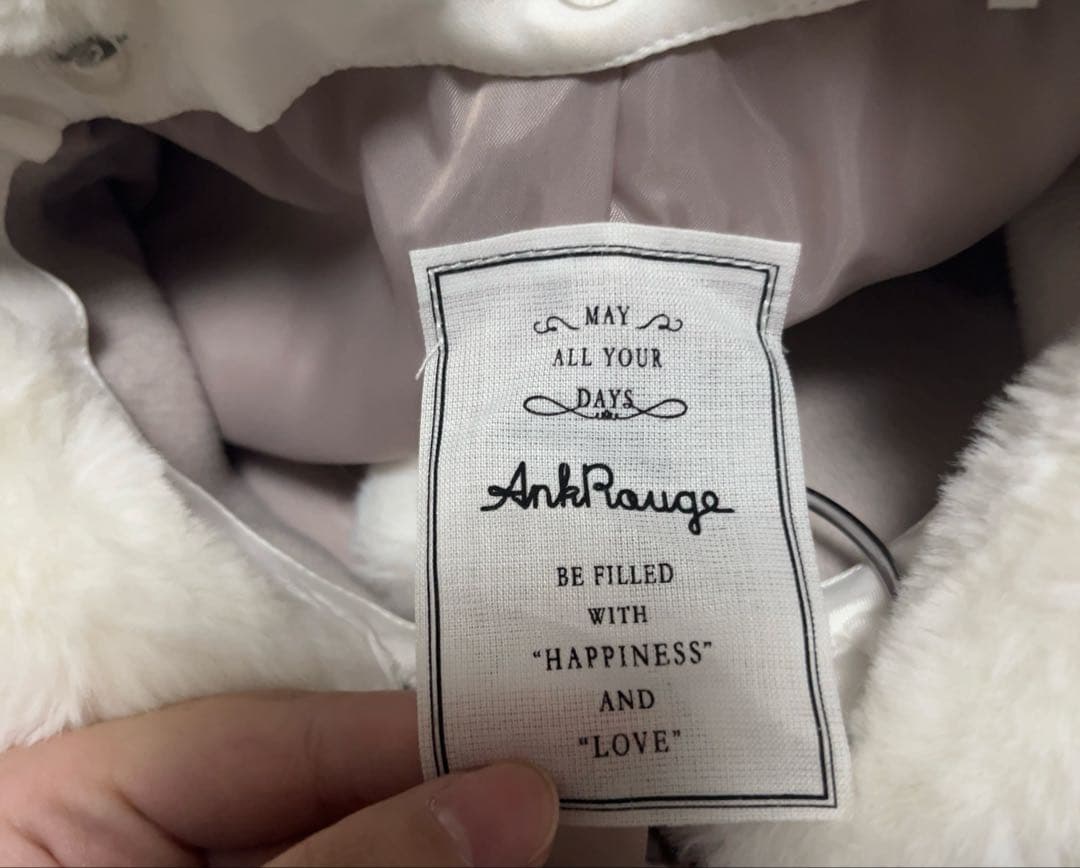 MAY
ALL YOUR
DAYS
AnkRouge
BE FILLED
WITH
“HAPPINESS”
AND
“LOVE”